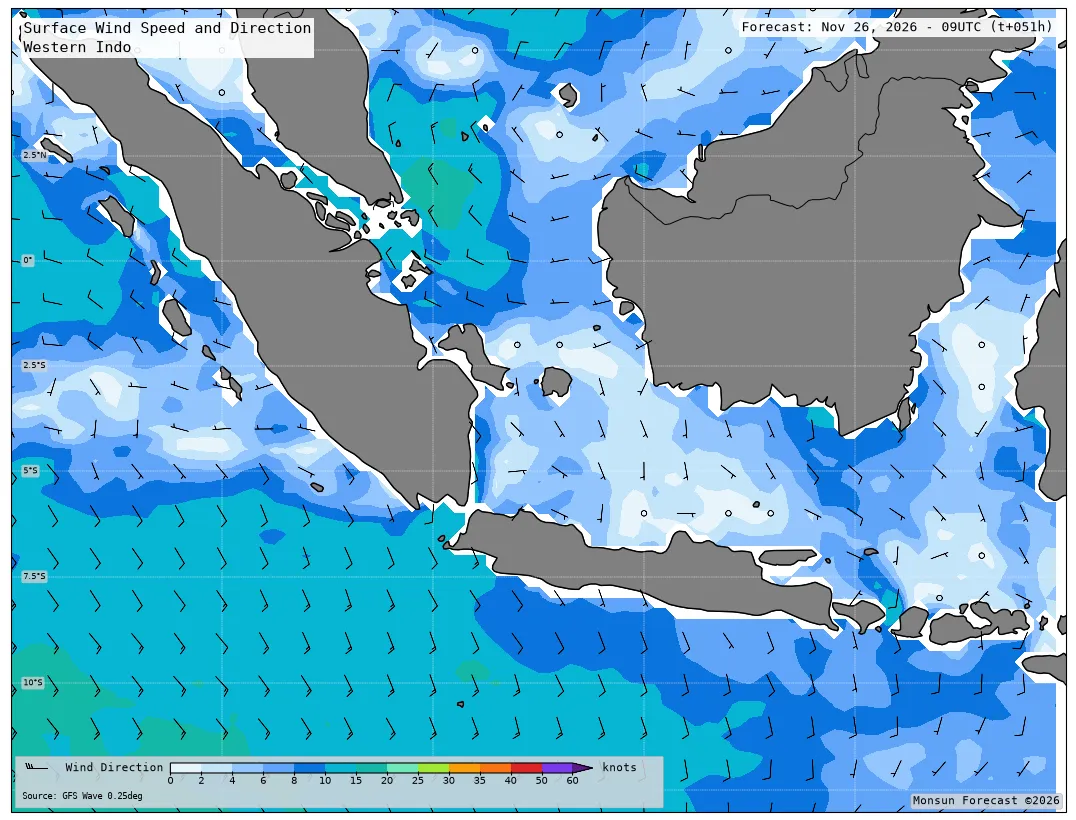 Surface Wind Speed and Direction
Western Indo
Forecast: Nov 26, 2026 - 09UTC (t+051h)
2.5°N
0°
2.5°S
5°S
7.5°S
10°S
Wind Direction
0 2 4 6 8 10 15 20 25 30 35 40 50 60
knots
Source: GFS Wave 0.25deg
Monsun Forecast ©2026